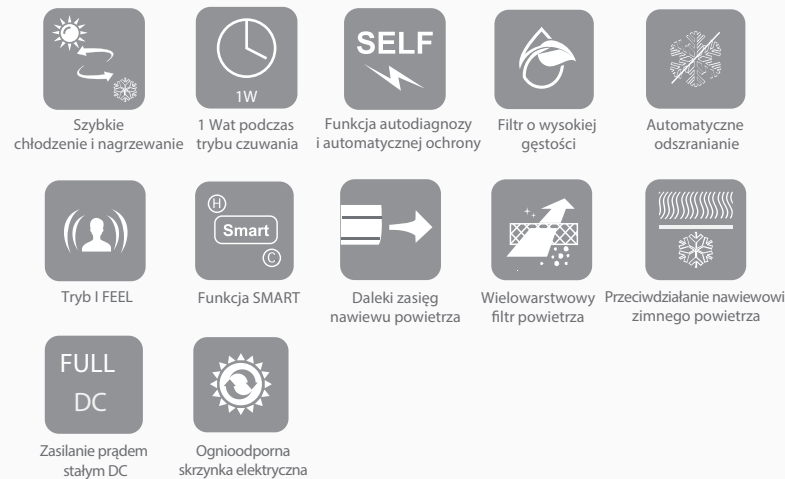 1W
SELF
Szybkie
chłodzenie i nagrzewanie
1 Wat podczas
trybu czuwania
Funkcja autodiagnozy
i automatycznej ochrony
Filtr o wysokiej
gęstości
Automatyczne
odszranianie
H
Smart
C
Tryb I FEEL
Funkcja SMART
Daleki zasięg
nawiewu powietrza
Wielowarstwowy
filtr powietrza
Przeciwdziałanie nawiewowi
zimnego powietrza
FULL
DC
Zasilanie prądem
stałym DC
Ognioodporna
skrzynka elektryczna